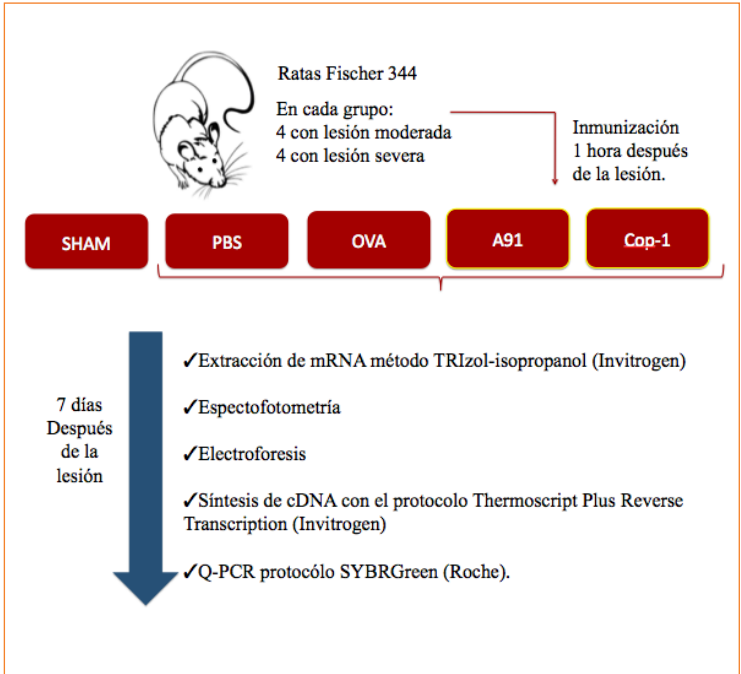 Ratas Fischer 344
En cada grupo:
4 con lesión moderada
4 con lesión severa
Inmunización
1 hora después
de la lesión.
SHAM
PBS
OVA
A91
Cop-1
7 días
Después
de la
lesión
✓Extracción de mRNA método TRIzol-isopropanol (Invitrogen)
✓Espectofotometría
✓Electroforesis
✓Síntesis de cDNA con el protocolo Thermoscript Plus Reverse
Transcription (Invitrogen)
✓Q-PCR protocólo SYBRGreen (Roche).